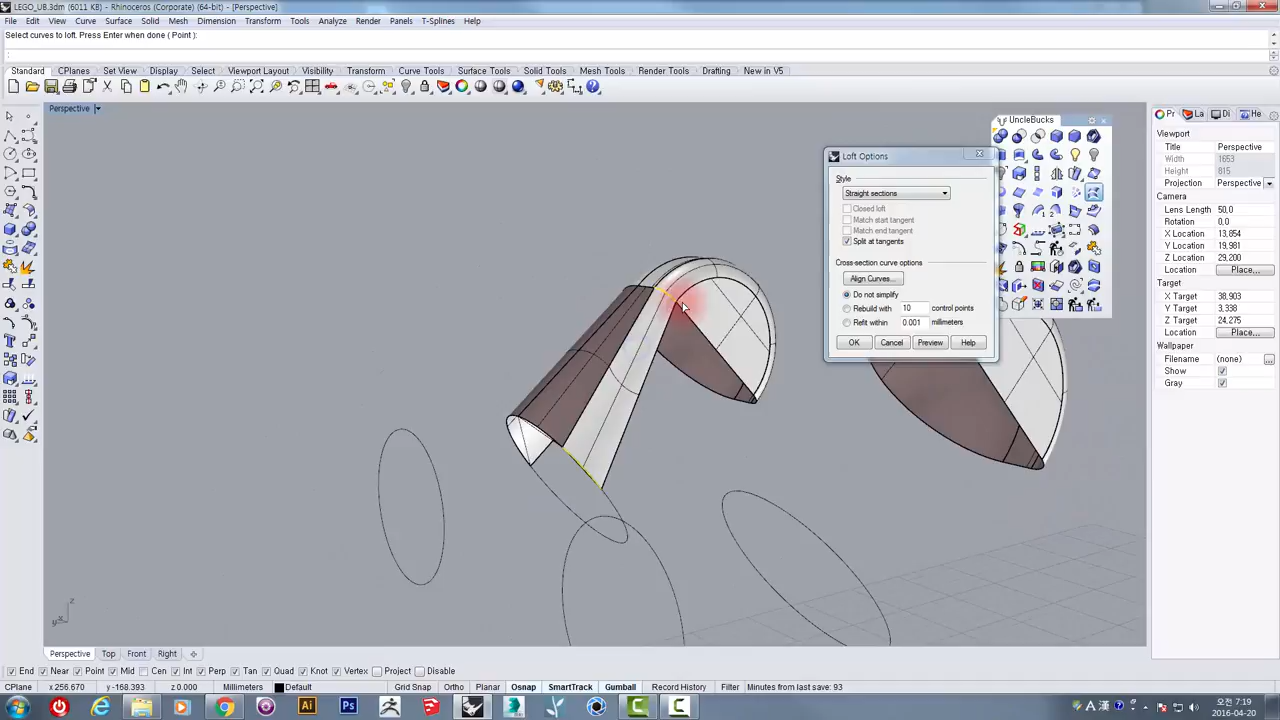 LEGO_UB.3dm (6011 KB) - Rhinoceros (Corporate) (64-bit) - [Perspective]
File Edit View Curve Surface Solid Mesh Dimension Transform Tools Analyze Render Panels T-Splines Help
Select curves to loft. Press Enter when done ( Point ):
Standard CPlanes Set View Display Select Viewport Layout Visibility Transform Curve Tools Surface Tools Solid Tools Mesh Tools Render Tools Drafting New in V5
Perspective
UncleBucks
Loft Options
Style
Straight sections
Closed loft
Match start tangent
Match end tangent
Split at tangents
Cross-section curve options
Align Curves...
Do not simplify
Rebuild with 10 control points
Refit within 0.001 millimeters
OK Cancel Preview Help
Pr La Di He
Viewport
Title Perspective
Width 1653
Height 815
Projection Perspective
Camera
Lens Length 50,0
Rotation 0,0
X Location 13,854
Y Location 19,981
Z Location 29,200
Location Place...
Target
X Target 38,903
Y Target 3,338
Z Target 24,275
Location Place...
Wallpaper
Filename (none)
Show
Gray
z
y x
Perspective Top Front Right
End Near Point Mid Cen Int Perp Tan Quad Knot Vertex Project Disable
CPlane x 256.670 y -168.393 z 0.000 Millimeters Default Grid Snap Ortho Planar Osnap SmartTrack Gumball Record History Filter Minutes from last save: 93
Ai Ps A 漢 오전 7:19
2016-04-20